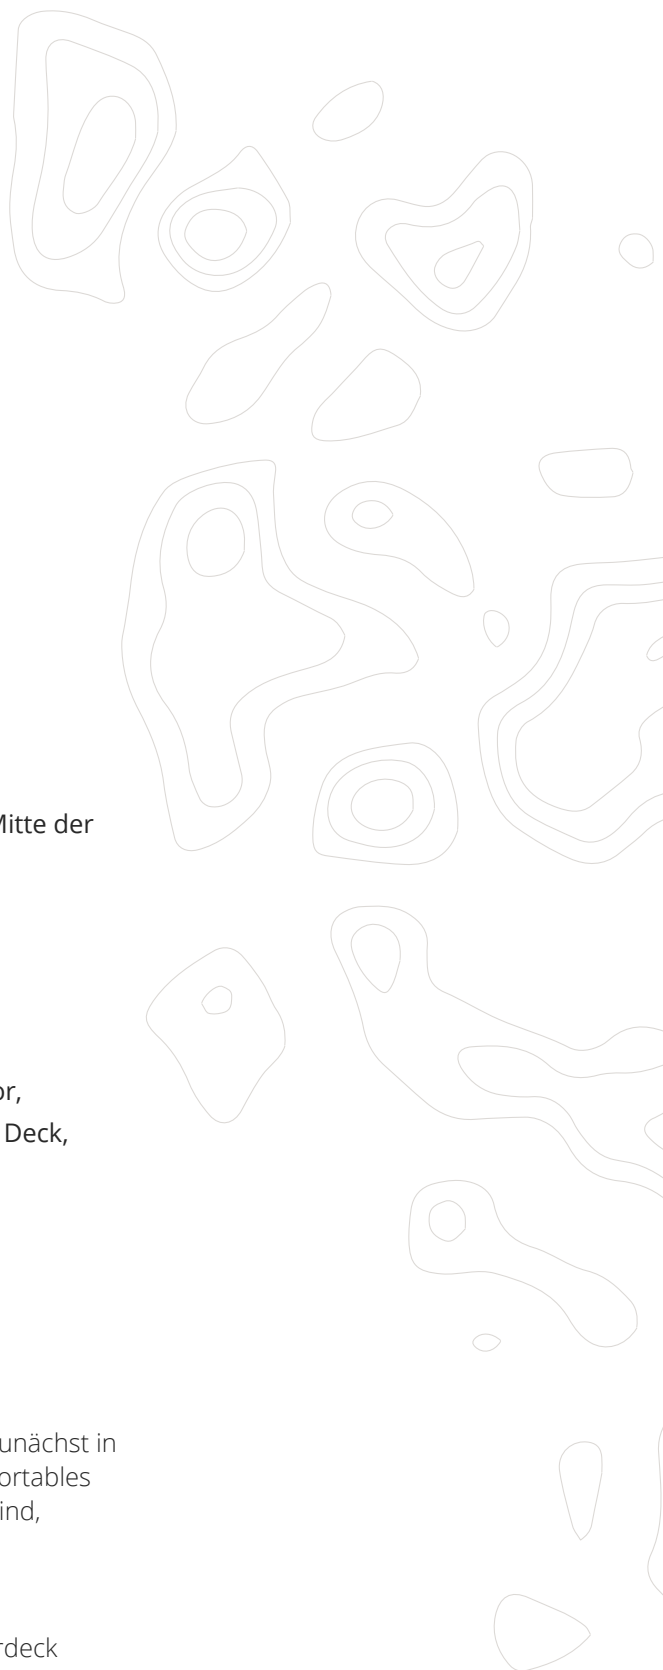 Mitte der
or,
Deck,
unächst in
ortables
ind,
rdeck